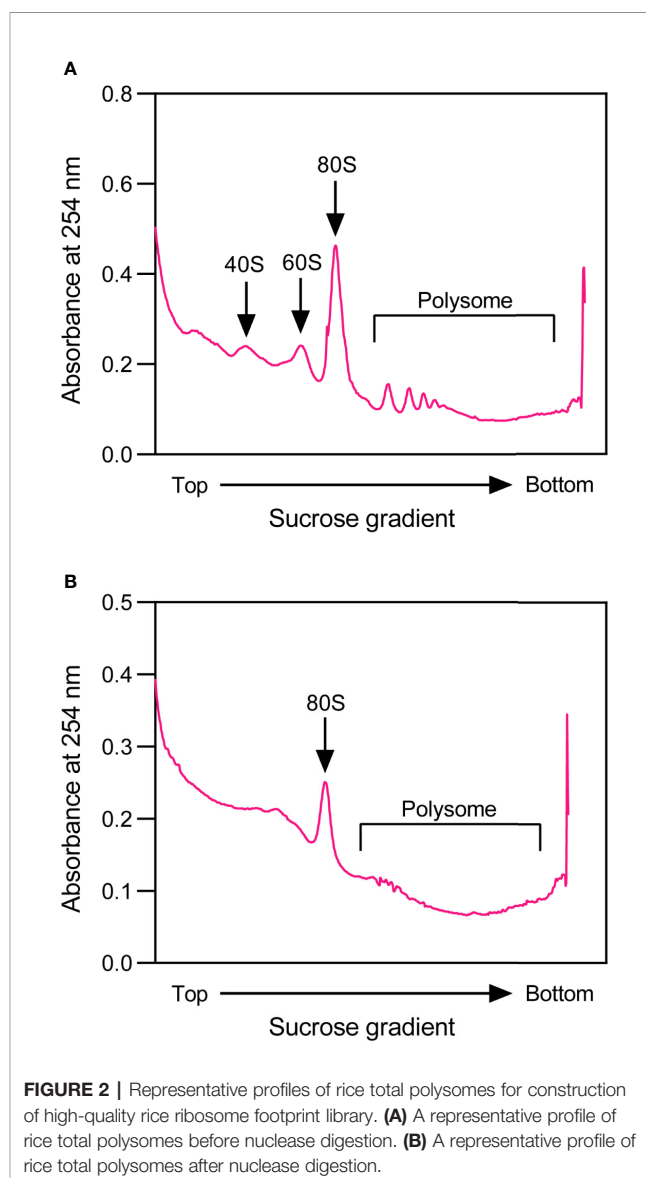 A
0.8
80S
0.6
40S 60S
0.4
Polysome
0.2
0.0
Absorbance at 254 nm
Top Bottom
Sucrose gradient
B
0.5
0.4
80S
0.3
Polysome
0.2
0.1
0.0
Absorbance at 254 nm
Top Bottom
Sucrose gradient
FIGURE 2 | Representative profiles of rice total polysomes for construction
of high-quality rice ribosome footprint library. (A) A representative profile of
rice total polysomes before nuclease digestion. (B) A representative profile of
rice total polysomes after nuclease digestion.